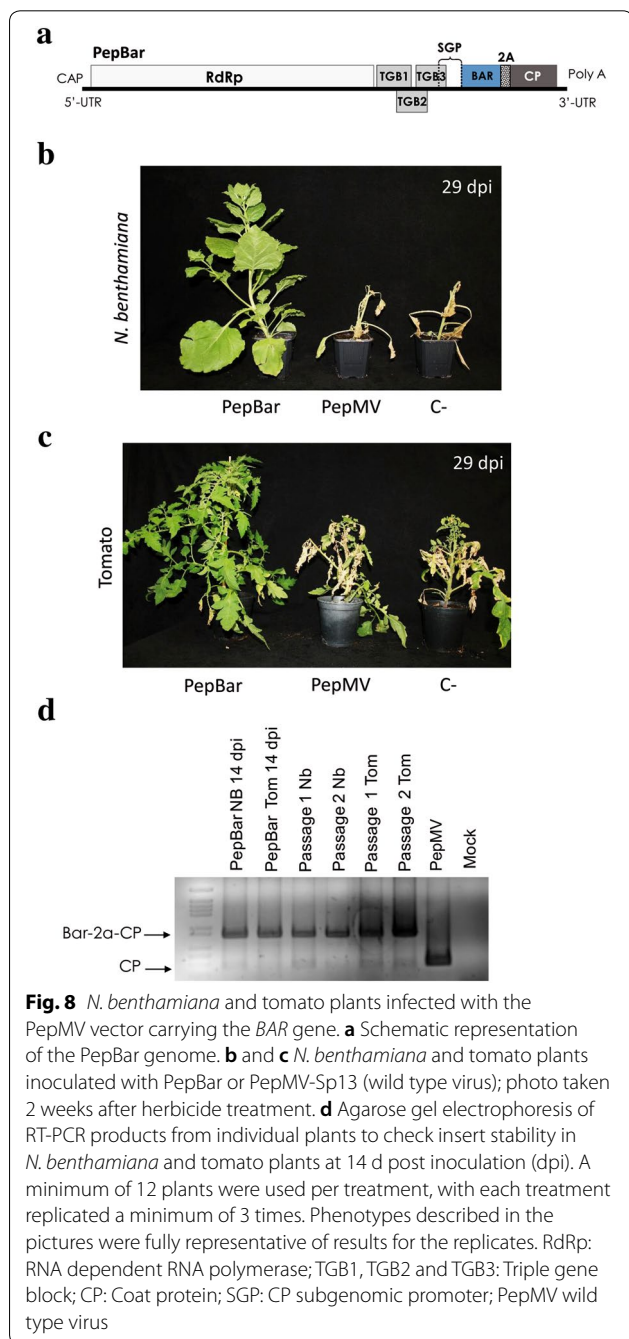 a
PepBar
SGP
2A
CAP
RdRp
TGB1
TGB3
BAR
CP
Poly A
5'-UTR
TGB2
3'-UTR
b
29 dpi
N. benthamiana
PepBar
PepMV
C-
c
29 dpi
Tomato
PepBar
PepMV
C-
d
PepBar NB 14 dpi
PepBar Tom 14 dpi
Passage 1 Nb
Passage 2 Nb
Passage 1 Tom
Passage 2 Tom
PepMV
Mock
Bar-2a-CP
CP
Fig. 8 N. benthamiana and tomato plants infected with the
PepMV vector carrying the BAR gene. a Schematic representation
of the PepBar genome. b and c N. benthamiana and tomato plants
inoculated with PepBar or PepMV-Sp13 (wild type virus); photo taken
2 weeks after herbicide treatment. d Agarose gel electrophoresis of
RT-PCR products from individual plants to check insert stability in
N. benthamiana and tomato plants at 14 d post inoculation (dpi). A
minimum of 12 plants were used per treatment, with each treatment
replicated a minimum of 3 times. Phenotypes described in the
pictures were fully representative of results for the replicates. RdRp:
RNA dependent RNA polymerase; TGB1, TGB2 and TGB3: Triple gene
block; CP: Coat protein; SGP: CP subgenomic promoter; PepMV wild
type virus